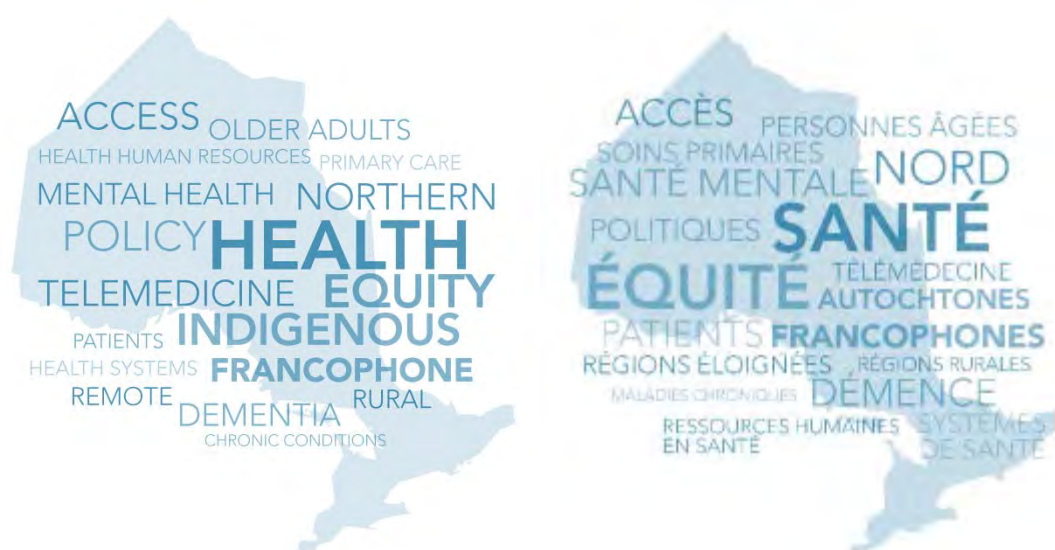 ACCESS OLDER ADULTS
HEALTH HUMAN RESOURCES PRIMARY CARE
MENTAL HEALTH NORTHERN
POLICY HEALTH
TELEMEDICINE EQUITY
INDIGENOUS
PATIENTS
HEALTH SYSTEMS FRANCOPHONE
REMOTE DEMENTIA RURAL
CHRONIC CONDITIONS
ACCÈS PERSONNES ÂGÉES
SOINS PRIMAIRES
SANTÉ MENTALE NORD
POLITIQUES SANTÉ
ÉQUITÉ TÉLÉMÉDECINE
AUTOCHTONES
PATIENTS FRANCOPHONES
RÉGIONS ÉLOIGNÉES RÉGIONS RURALES
MALADIES CHRONIQUES DÉMENCE
RESSOURCES HUMAINES
EN SANTÉ
SYSTÈMES
DE SANTÉ